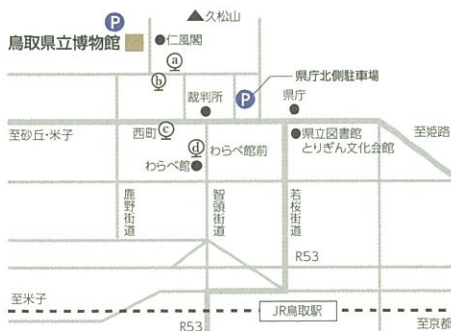 P
久松山
鳥取県立博物館
仁風閣
a
b
裁判所
P
県庁北側駐車場
県庁
至砂丘・米子
西町
c
d
わらべ館前
わらべ館
県立図書館
とりぎん文化会館
至姫路
鹿野街道
智頭街道
若桜街道
R53
至米子
JR鳥取駅
R53
至京都